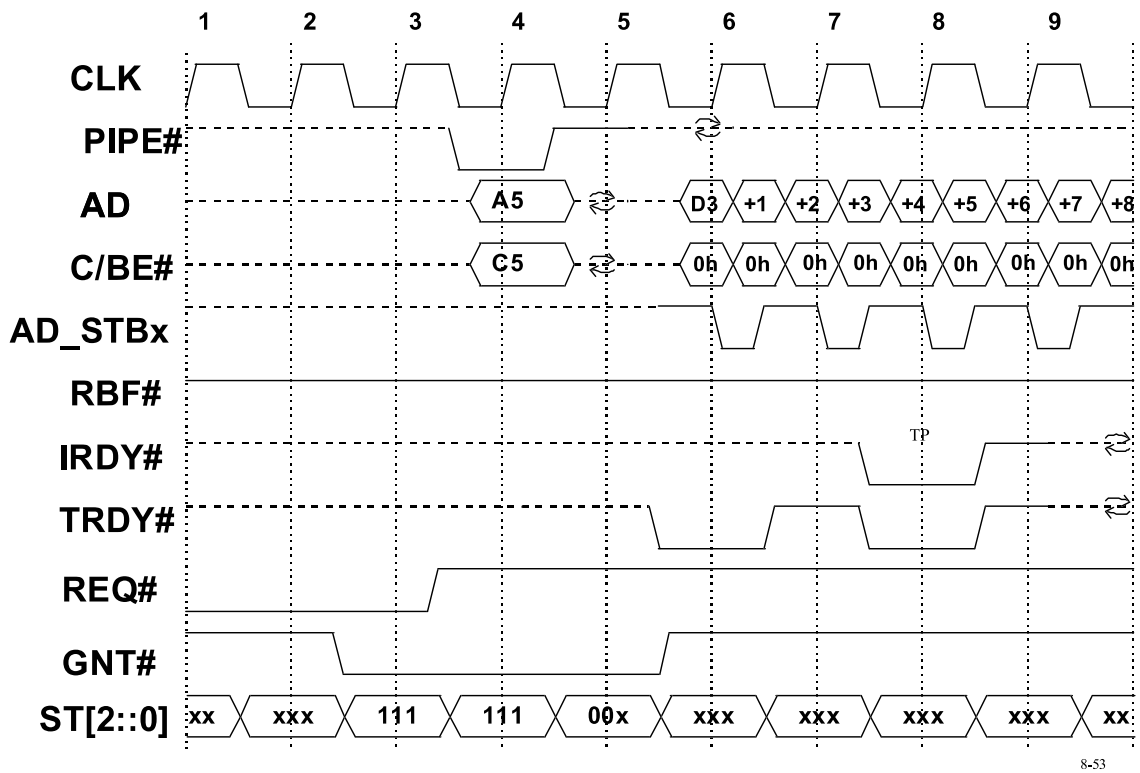 1 2 3 4 5 6 7 8 9
CLK
PIPE#
AD A5 D3 +1 +2 +3 +4 +5 +6 +7 +8
C/BE# C5 0h 0h 0h 0h 0h 0h 0h 0h 0h
AD_STBx
RBF#
IRDY# TP
TRDY#
REQ#
GNT#
ST[2::0] xx xxx 111 111 00x xxx xxx xxx xxx xx
8-53